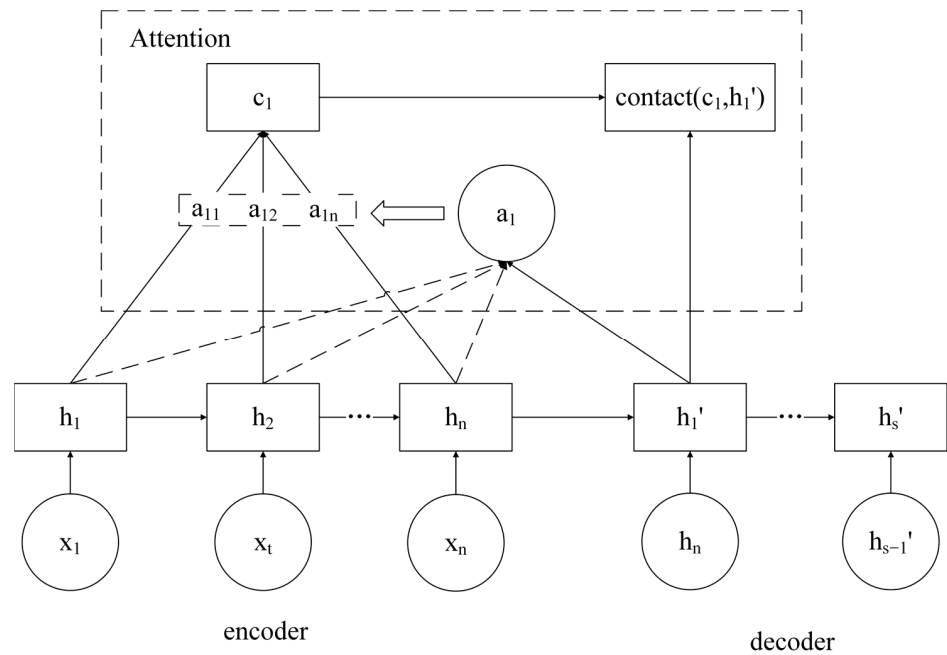 Attention
c₁ contact(c₁,h₁')
a₁₁ a₁₂ a₁ₙ a₁
h₁ h₂ ••• hₙ h₁' ••• hₛ'
x₁ xₜ xₙ hₙ hₛ₋₁'
encoder decoder